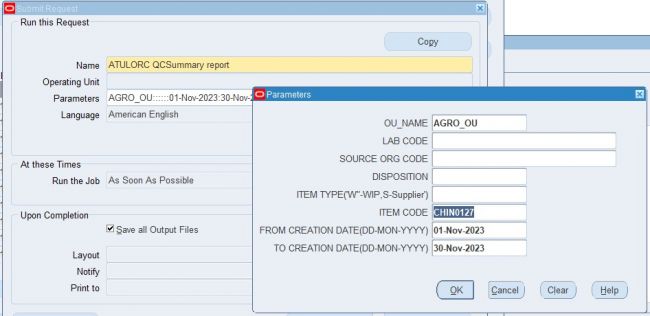 Submit Request
Run this Request
Copy
Name ATULORC QCSummary report
Operating Unit
Parameters AGRO_OU::::::01-Nov-2023:30-Nov-2
Language American English
At these Times
Run the Job As Soon As Possible
Upon Completion
Save all Output Files
Layout
Notify
Print to
Parameters
OU_NAME AGRO_OU
LAB CODE
SOURCE ORG CODE
DISPOSITION
ITEM TYPE('W"-WIP,S-Supplier')
ITEM CODE CHIN0127
FROM CREATION DATE(DD-MON-YYYY) 01-Nov-2023
TO CREATION DATE(DD-MON-YYYY) 30-Nov-2023
OK Cancel Clear Help